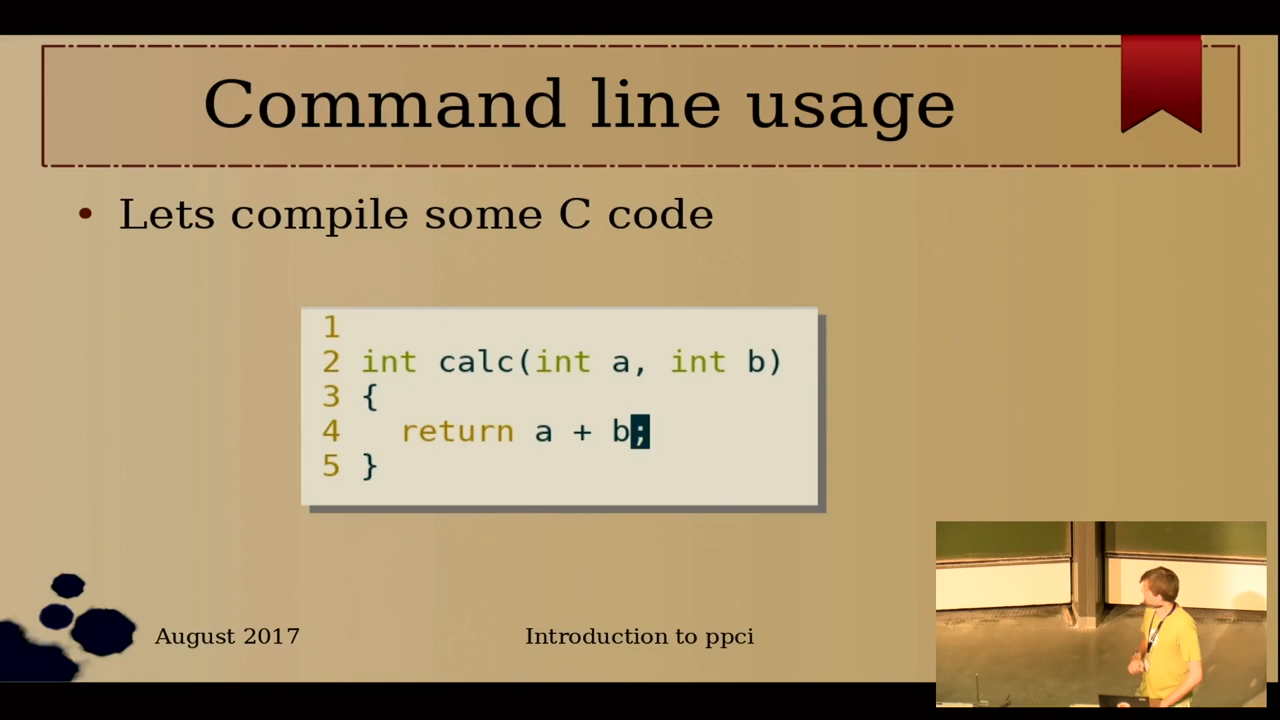 Command line usage
• Lets compile some C code
1
2 int calc(int a, int b)
3 {
4   return a + b;
5 }
August 2017
Introduction to ppci